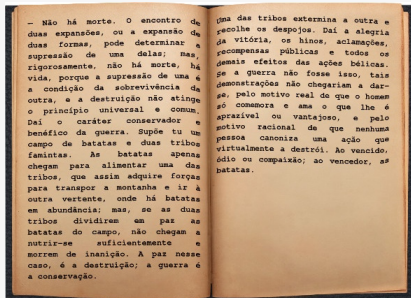 — Não há morte. O encontro de
duas expansões, ou a expansão de
duas formas, pode determinar a
supressão de uma delas; mas,
rigorosamente, não há morte, há
vida, porque a supressão de uma é
a condição da sobrevivência da
outra, e a destruição não atinge
o princípio universal e comum.
Daí o caráter conservador e
benéfico da guerra. Supõe tu um
campo de batatas e duas tribos
famintas. As batatas apenas
chegam para alimentar uma das
tribos, que assim adquire forças
para transpor a montanha e ir à
outra vertente, onde há batatas
em abundância; mas, se as duas
tribos dividirem em paz as
batatas do campo, não chegam a
nutrir-se suficientemente e
morrem de inanição. A paz nesse
caso, é a destruição; a guerra é
a conservação.
Uma das tribos extermina a outra e
recolhe os despojos. Daí a alegria
da vitória, os hinos, aclamações,
recompensas públicas e todos os
demais efeitos das ações bélicas.
Se a guerra não fosse isso, tais
demonstrações não chegariam a dar-
se, pelo motivo real de que o homem
só comemora e ama o que lhe é
aprazível ou vantajoso, e pelo
motivo racional de que nenhuma
pessoa canoniza uma ação que
virtualmente a destrói. Ao vencido,
ódio ou compaixão; ao vencedor, as
batatas.